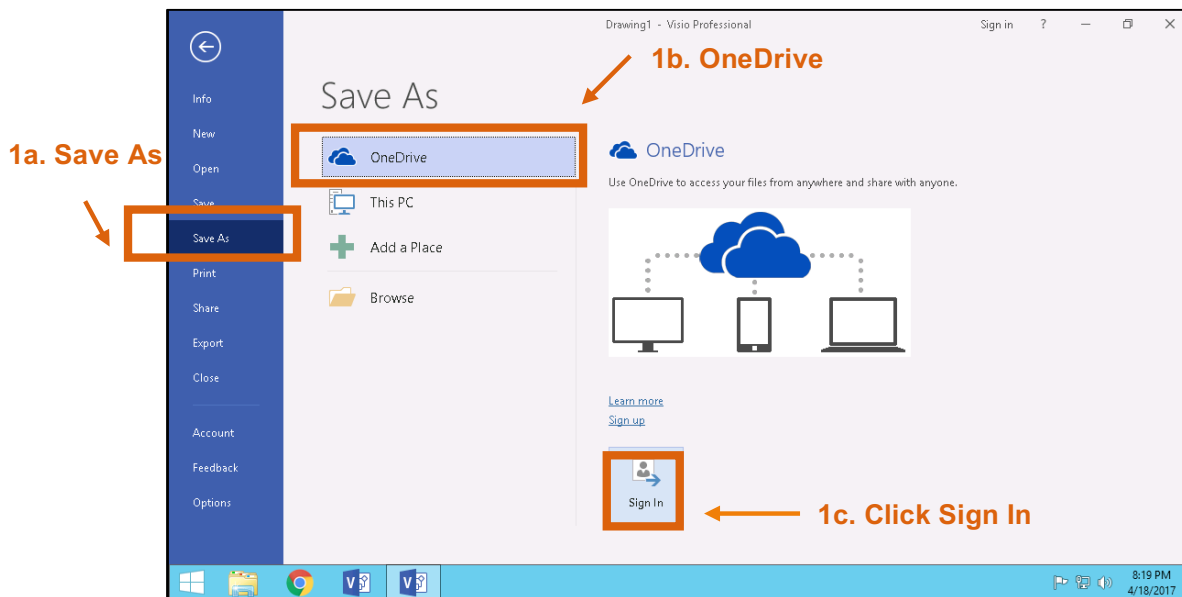 Drawing1 - Visio Professional
Sign in ?
1b. OneDrive
Save As
1a. Save As
Info
New
Open
Save
Save As
Print
Share
Export
Close
Account
Feedback
Options
OneDrive
This PC
Add a Place
Browse
OneDrive
Use OneDrive to access your files from anywhere and share with anyone.
Learn more
Sign up
Sign In
1c. Click Sign In
V
V
8:19 PM
4/18/2017